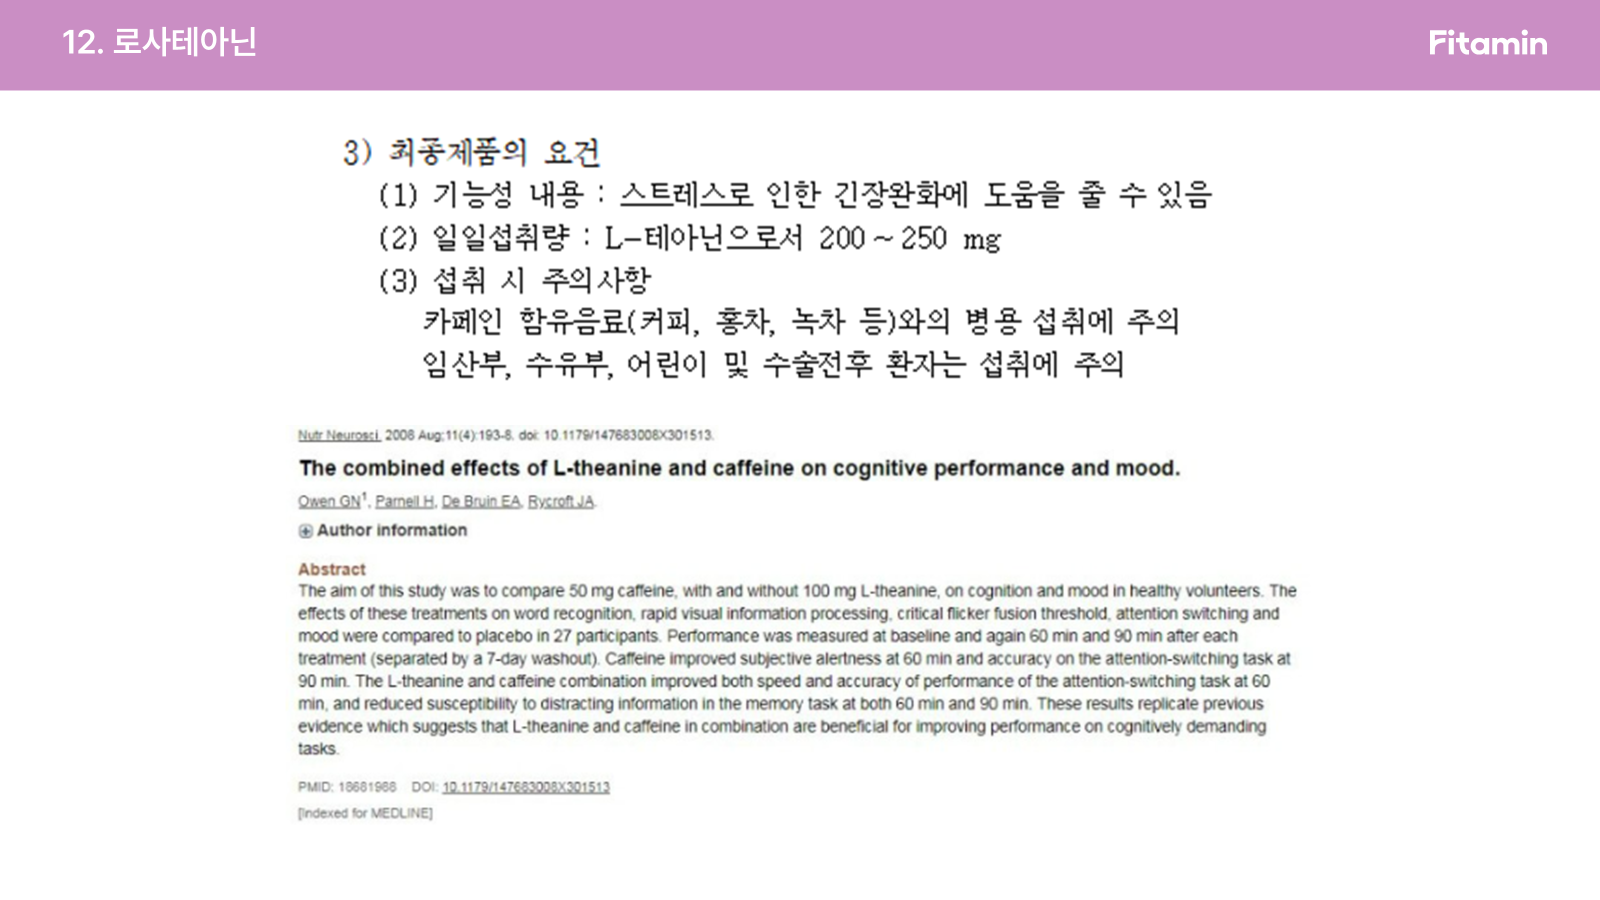 12. 로사테아닌
Fitamin
3) 최종제품의 요건
(1) 기능성 내용 : 스트레스로 인한 긴장완화에 도움을 줄 수 있음
(2) 일일섭취량 : L-테아닌으로서 200 ~ 250 mg
(3) 섭취 시 주의사항
카페인 함유음료(커피, 홍차, 녹차 등)와의 병용 섭취에 주의
임산부, 수유부, 어린이 및 수술전후 환자는 섭취에 주의
Nutr Neurosci. 2008 Aug;11(4):193-8. doi: 10.1179/147683008X301513.
The combined effects of L-theanine and caffeine on cognitive performance and mood.
Owen GN1, Parnell H, De Bruin EA, Rycroft JA.
Author information
Abstract
The aim of this study was to compare 50 mg caffeine, with and without 100 mg L-theanine, on cognition and mood in healthy volunteers. The
effects of these treatments on word recognition, rapid visual information processing, critical flicker fusion threshold, attention switching and
mood were compared to placebo in 27 participants. Performance was measured at baseline and again 60 min and 90 min after each
treatment (separated by a 7-day washout). Caffeine improved subjective alertness at 60 min and accuracy on the attention-switching task at
90 min. The L-theanine and caffeine combination improved both speed and accuracy of performance of the attention-switching task at 60
min, and reduced susceptibility to distracting information in the memory task at both 60 min and 90 min. These results replicate previous
evidence which suggests that L-theanine and caffeine in combination are beneficial for improving performance on cognitively demanding
tasks.
PMID: 18681988 DOI: 10.1179/147683008X301513
[Indexed for MEDLINE]